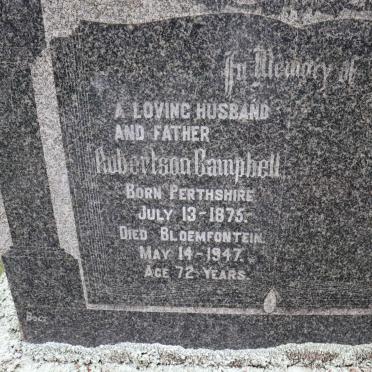 In Memory of
A LOVING HUSBAND
AND FATHER
Robertson Campbell
BORN PERTHSHIRE
JULY 13-1875.
DIED BLOEMFONTEIN.
MAY 14-1947.
AGE 72 YEARS.